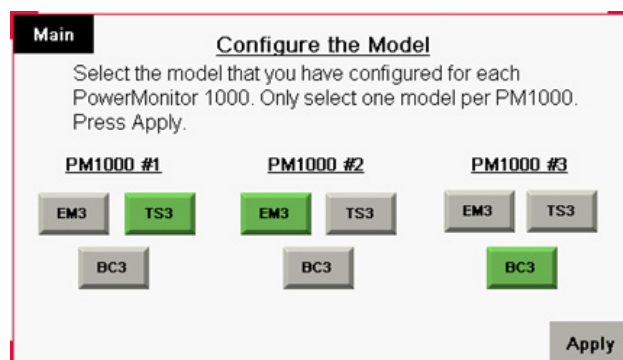 Main
Configure the Model
Select the model that you have configured for each
PowerMonitor 1000. Only select one model per PM1000.
Press Apply.
PM1000 #1
PM1000 #2
PM1000 #3
EM3
TS3
EM3
TS3
EM3
TS3
BC3
BC3
BC3
Apply